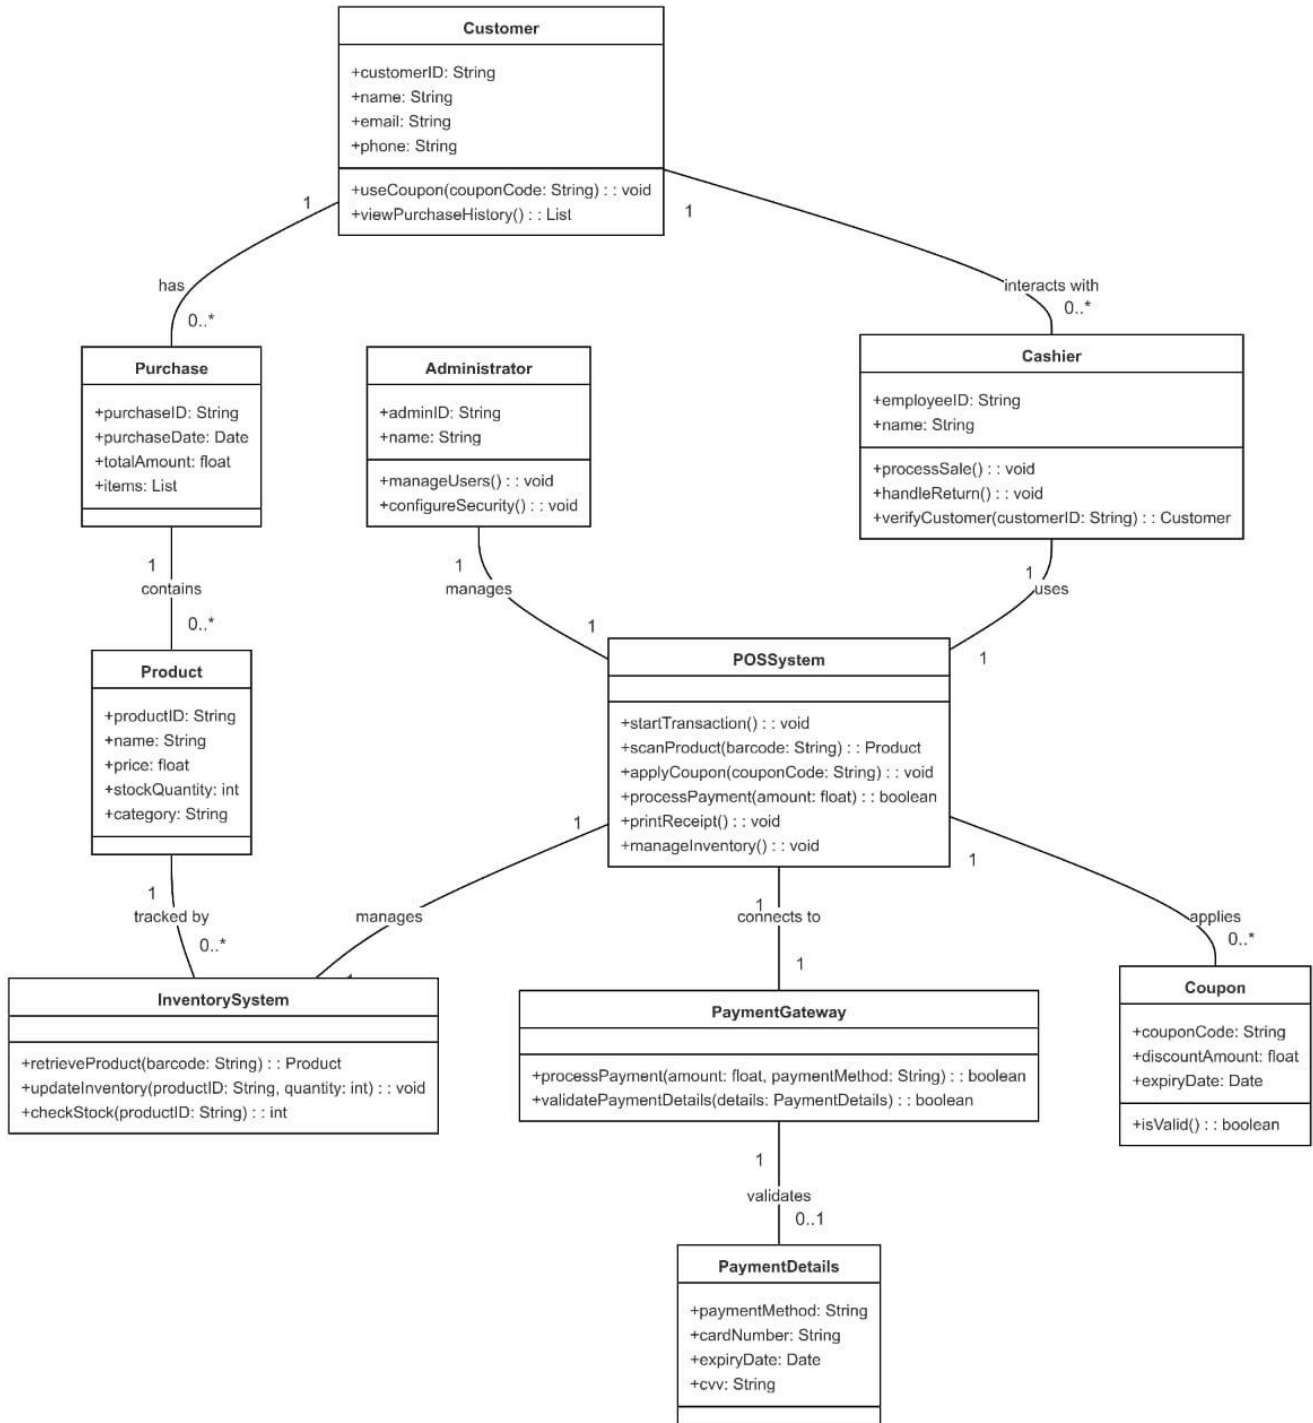 Customer
+customerID: String
+name: String
+email: String
+phone: String
+useCoupon(couponCode: String) : : void
+viewPurchaseHistory() : : List
1
1
has
0..*
interacts with
0..*
Purchase
+purchaseID: String
+purchaseDate: Date
+totalAmount: float
+items: List
Administrator
+adminID: String
+name: String
+manageUsers() : : void
+configureSecurity() : : void
Cashier
+employeeID: String
+name: String
+processSale() : : void
+handleReturn() : : void
+verifyCustomer(customerID: String) : : Customer
1
contains
0..*
1
manages
1
1
uses
1
Product
+productID: String
+name: String
+price: float
+stockQuantity: int
+category: String
POSSystem
+startTransaction() : : void
+scanProduct(barcode: String) : : Product
+applyCoupon(couponCode: String) : : void
+processPayment(amount: float) : : boolean
+printReceipt() : : void
+manageInventory() : : void
1
tracked by
0..*
1
manages
1
connects to
1
1
applies
0..*
InventorySystem
+retrieveProduct(barcode: String) : : Product
+updateInventory(productID: String, quantity: int) : : void
+checkStock(productID: String) : : int
PaymentGateway
+processPayment(amount: float, paymentMethod: String) : : boolean
+validatePaymentDetails(details: PaymentDetails) : : boolean
Coupon
+couponCode: String
+discountAmount: float
+expiryDate: Date
+isValid() : : boolean
1
validates
0..1
PaymentDetails
+paymentMethod: String
+cardNumber: String
+expiryDate: Date
+cvv: String